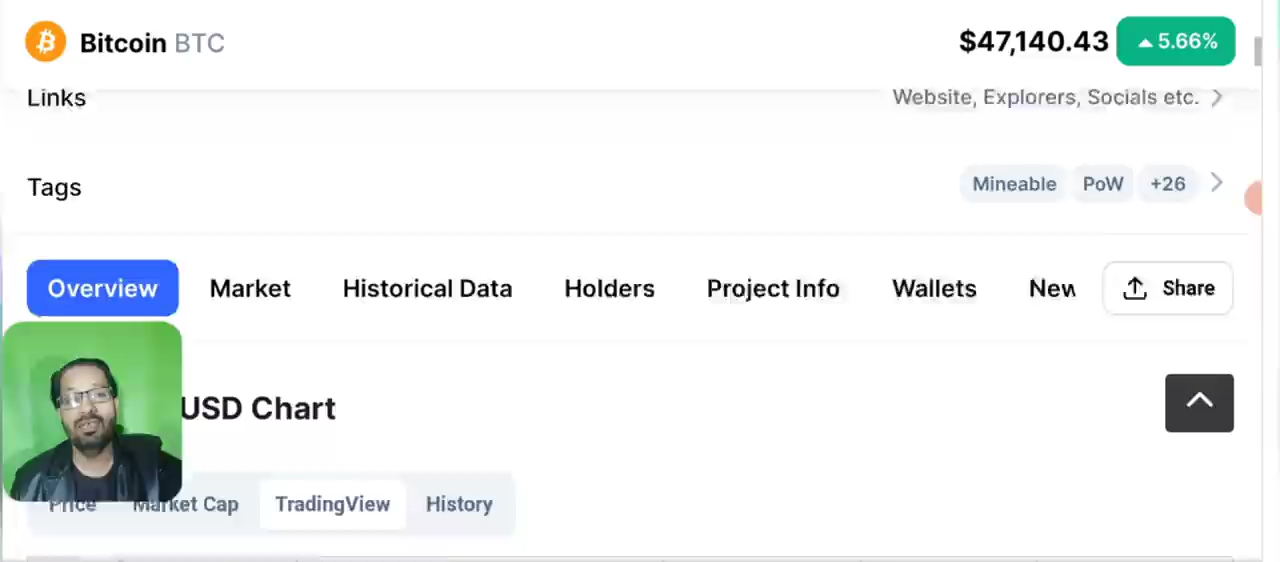 Bitcoin BTC $47,140.43 5.66%
Links Website, Explorers, Socials etc.
Tags Mineable PoW +26
Overview Market Historical Data Holders Project Info Wallets New Share
USD Chart
Price Market Cap TradingView History